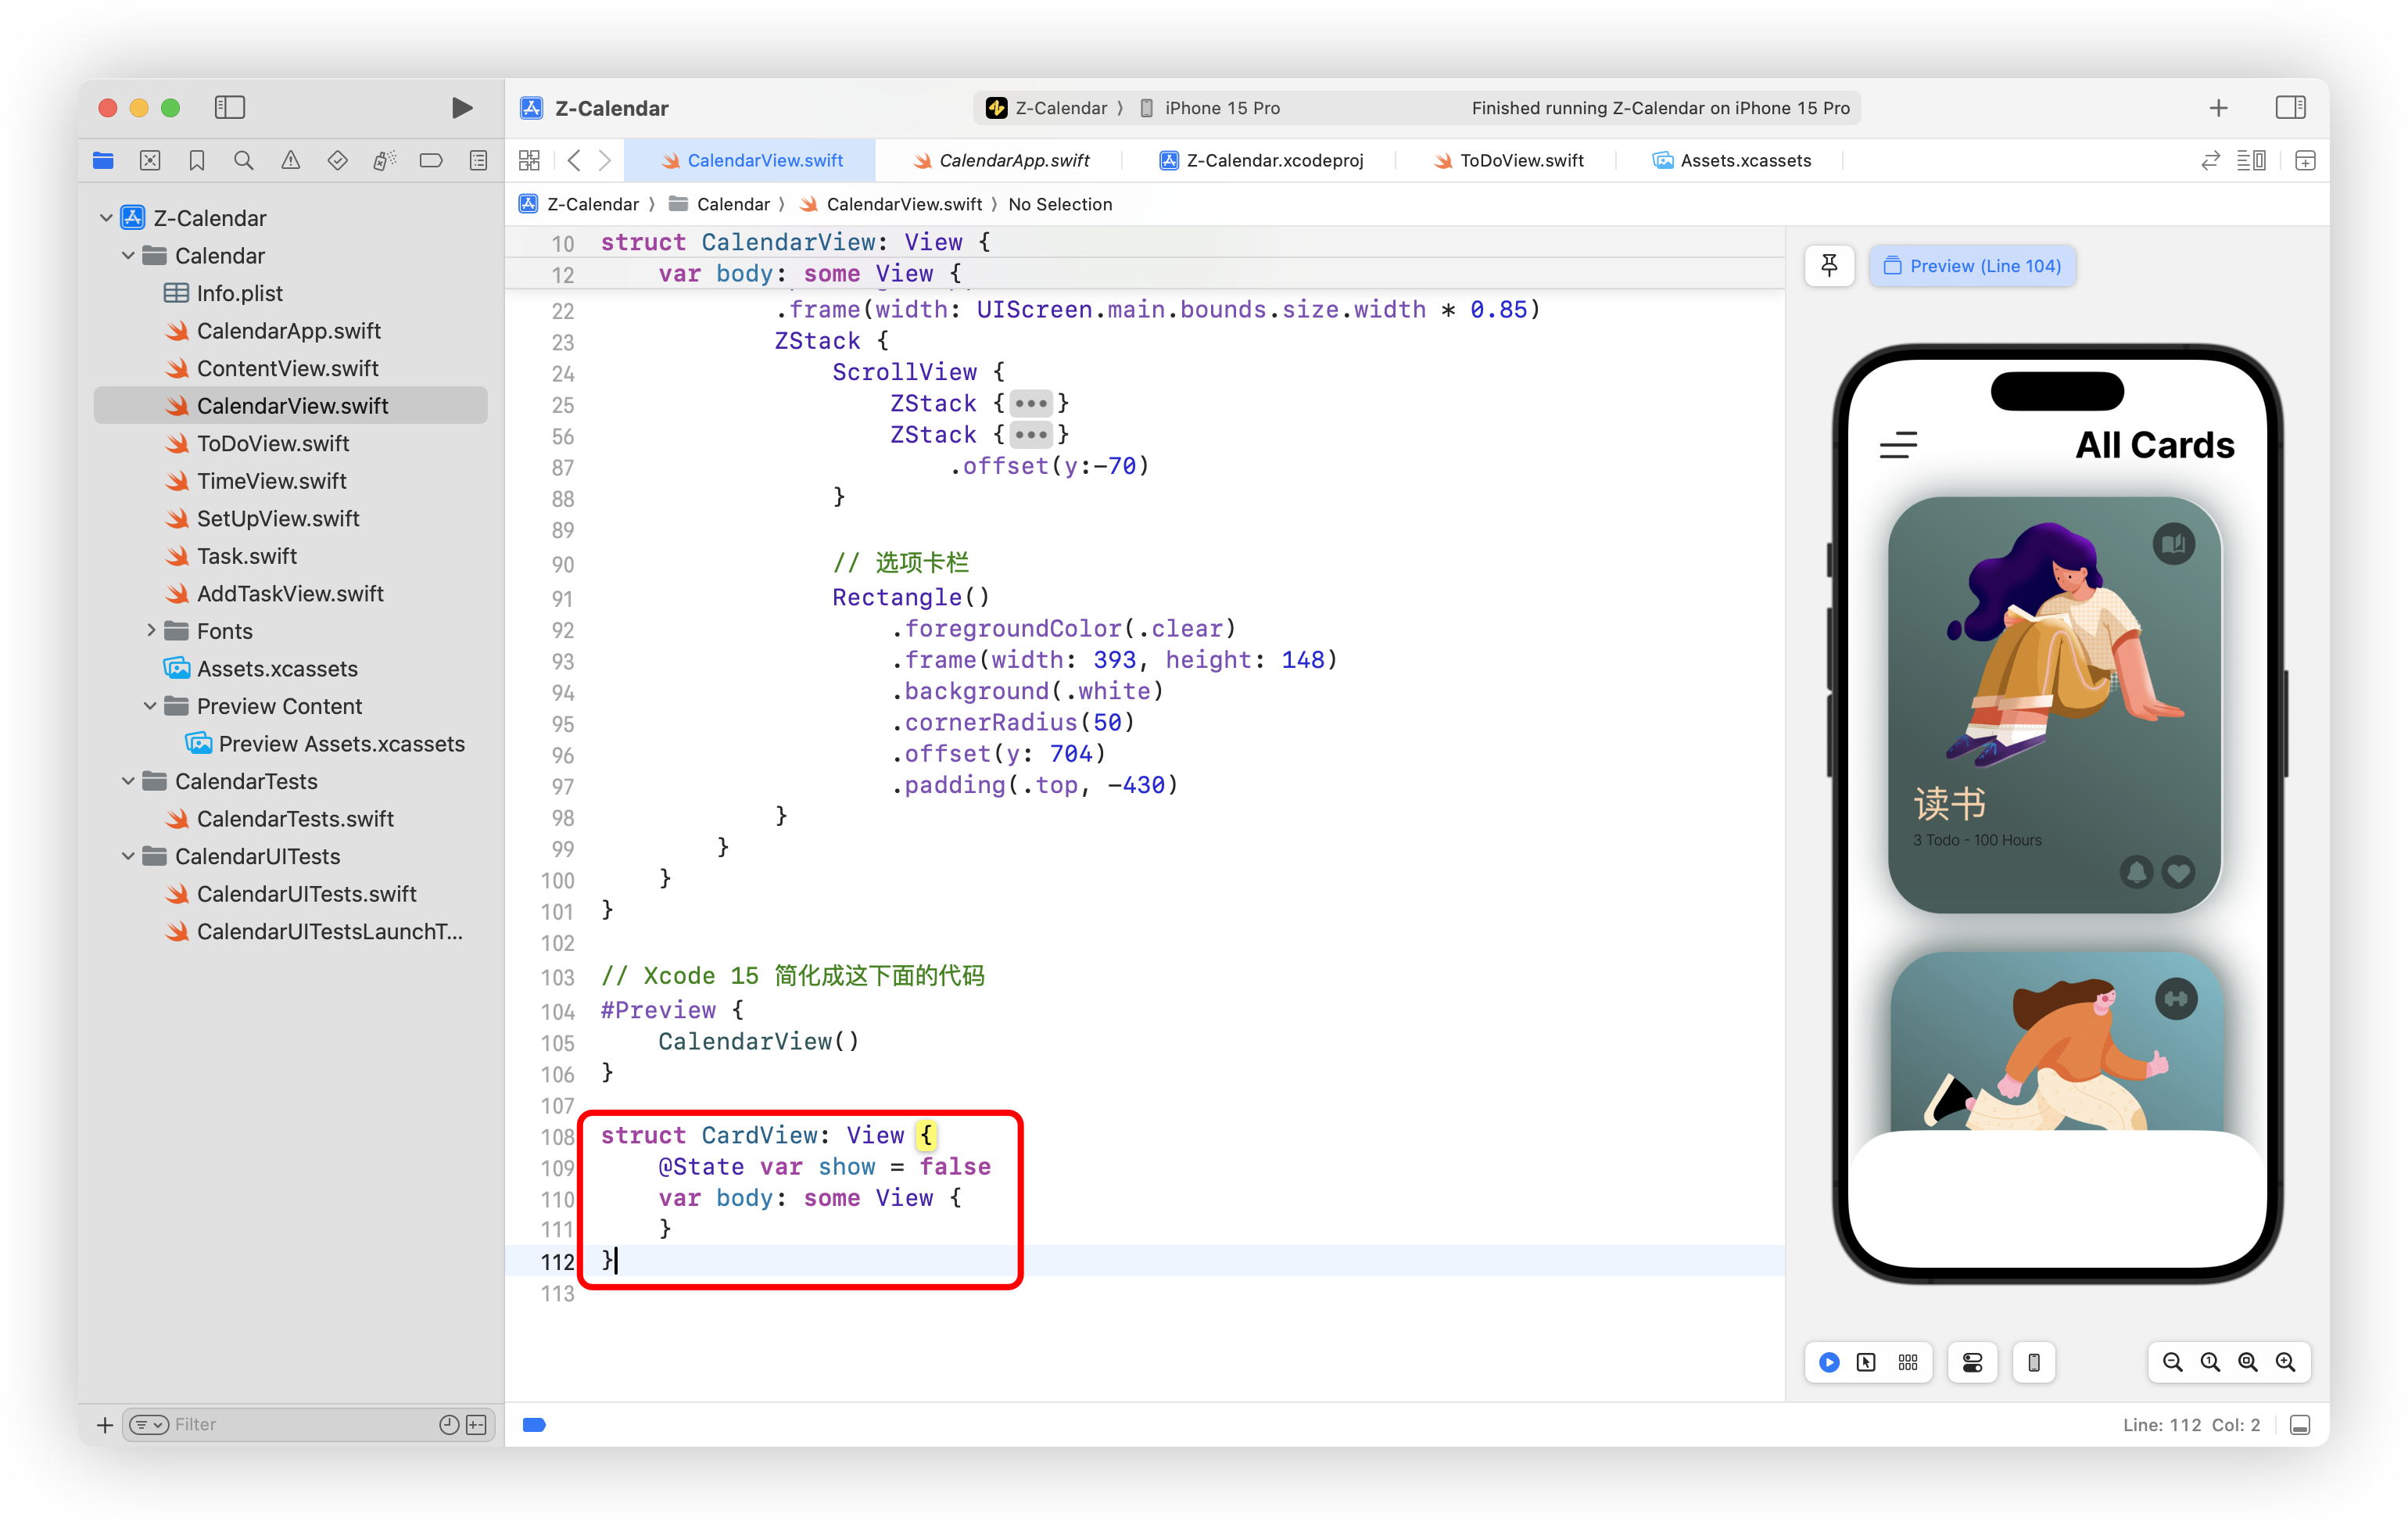 Z-Calendar
Z-Calendar 〉 iPhone 15 Pro
Finished running Z-Calendar on iPhone 15 Pro
CalendarView.swift
CalendarApp.swift
Z-Calendar.xcodeproj
ToDoView.swift
Assets.xcassets
Z-Calendar 〉 Calendar 〉 CalendarView.swift 〉 No Selection
Z-Calendar
Calendar
Info.plist
CalendarApp.swift
ContentView.swift
CalendarView.swift
ToDoView.swift
TimeView.swift
SetUpView.swift
Task.swift
AddTaskView.swift
Fonts
Assets.xcassets
Preview Content
Preview Assets.xcassets
CalendarTests
CalendarTests.swift
CalendarUITests
CalendarUITests.swift
CalendarUITestsLaunchT...
Filter
10 struct CalendarView: View {
12 var body: some View {
22 .frame(width: UIScreen.main.bounds.size.width * 0.85)
23 ZStack {
24 ScrollView {
25 ZStack {•••}
56 ZStack {•••}
87 .offset(y:-70)
88 }
89
90 // 选项卡栏
91 Rectangle()
92 .foregroundColor(.clear)
93 .frame(width: 393, height: 148)
94 .background(.white)
95 .cornerRadius(50)
96 .offset(y: 704)
97 .padding(.top, -430)
98 }
99 }
100 }
101 }
102
103 // Xcode 15 简化成这下面的代码
104 #Preview {
105 CalendarView()
106 }
107
108 struct CardView: View {
109 @State var show = false
110 var body: some View {
111 }
112 }
113
Preview (Line 104)
All Cards
读书
3 Todo - 100 Hours
Line: 112 Col: 2